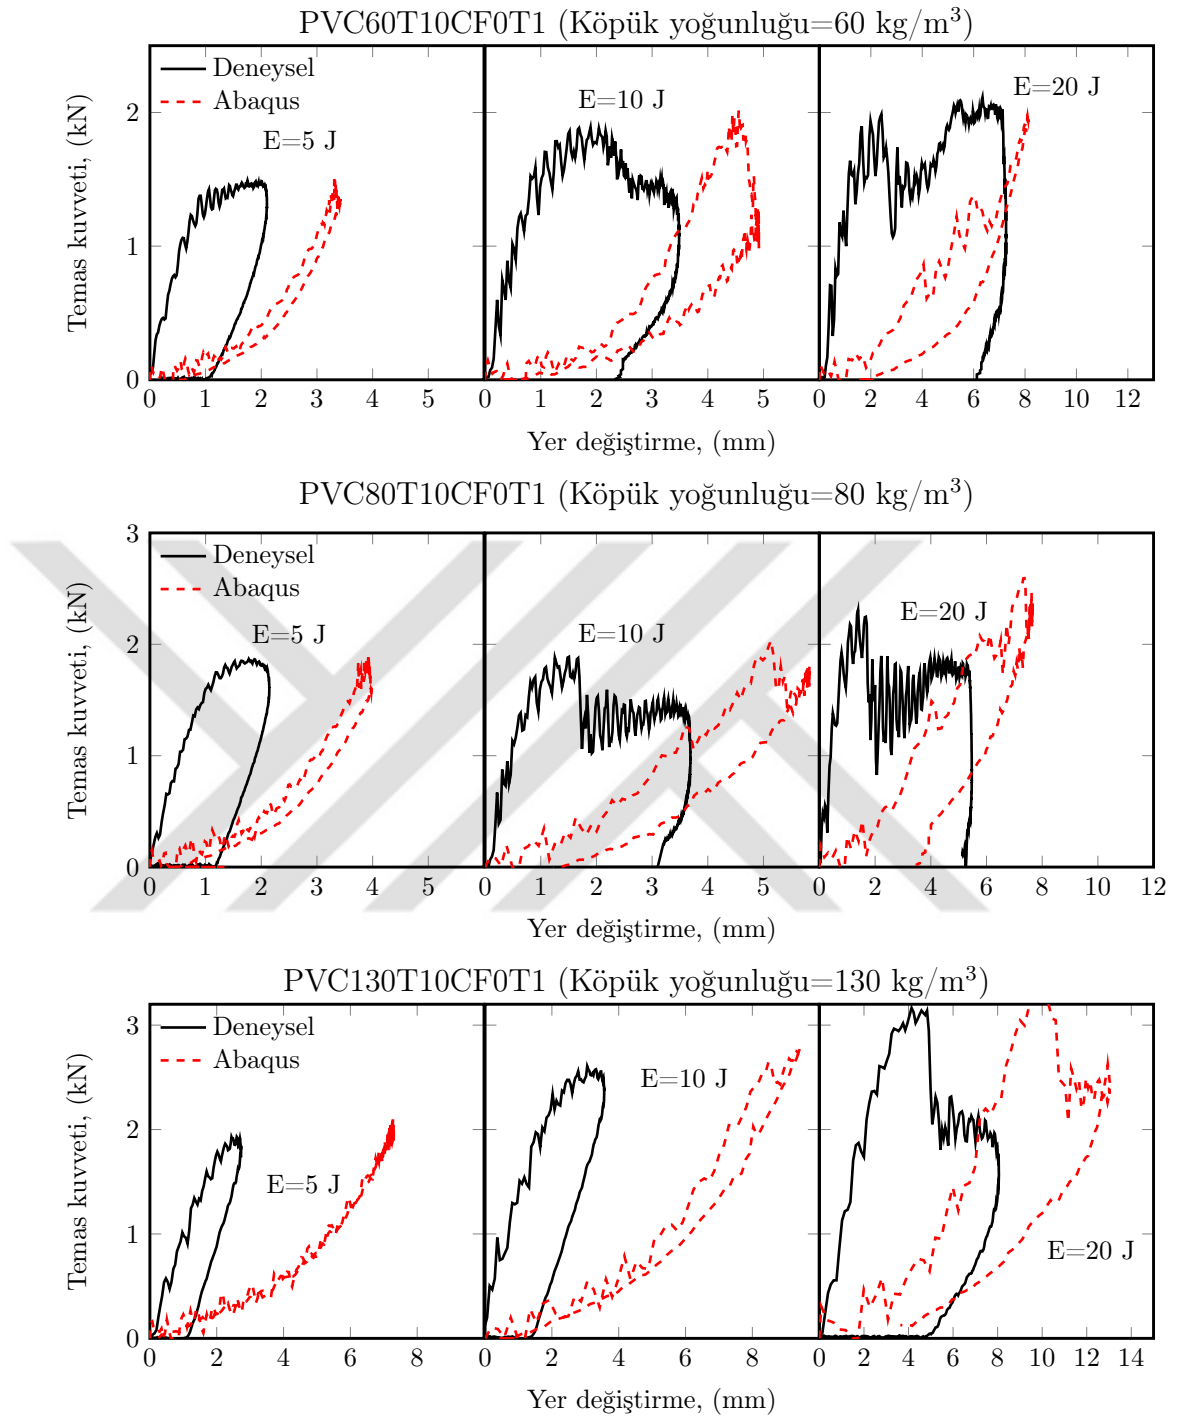 PVC60T10CF0T1 (Köpük yoğunluğu=60 kg/m³)
Temas kuvveti, (kN)
Deneysel
Abaqus
E=5 J
E=10 J
E=20 J
2
1
0
0 1 2 3 4 5 0 1 2 3 4 5 0 2 4 6 8 10 12
Yer değiştirme, (mm)
PVC80T10CF0T1 (Köpük yoğunluğu=80 kg/m³)
Temas kuvveti, (kN)
Deneysel
Abaqus
E=5 J
E=10 J
E=20 J
3
2
1
0
0 1 2 3 4 5 0 1 2 3 4 5 0 2 4 6 8 10 12
Yer değiştirme, (mm)
PVC130T10CF0T1 (Köpük yoğunluğu=130 kg/m³)
Temas kuvveti, (kN)
Deneysel
Abaqus
E=5 J
E=10 J
E=20 J
3
2
1
0
0 2 4 6 8 0 2 4 6 8 0 2 4 6 8 10 12 14
Yer değiştirme, (mm)